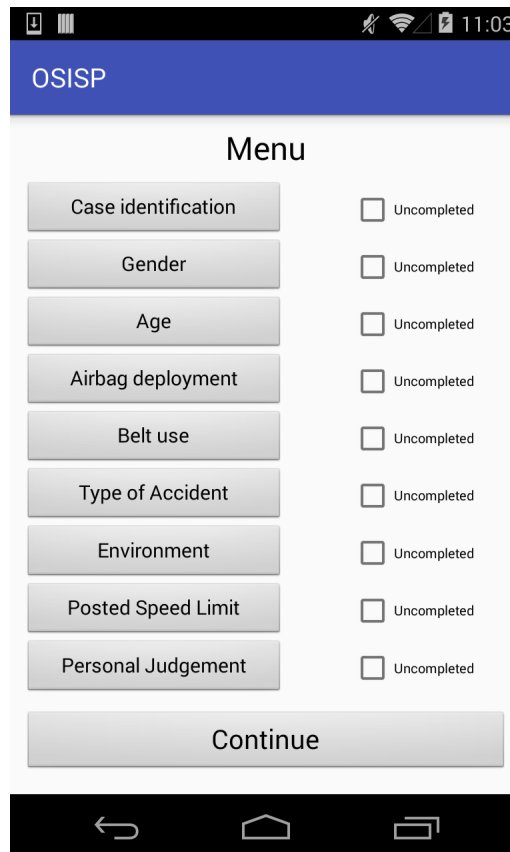 11:03
OSISP
Menu
Case identification Uncompleted
Gender Uncompleted
Age Uncompleted
Airbag deployment Uncompleted
Belt use Uncompleted
Type of Accident Uncompleted
Environment Uncompleted
Posted Speed Limit Uncompleted
Personal Judgement Uncompleted
Continue